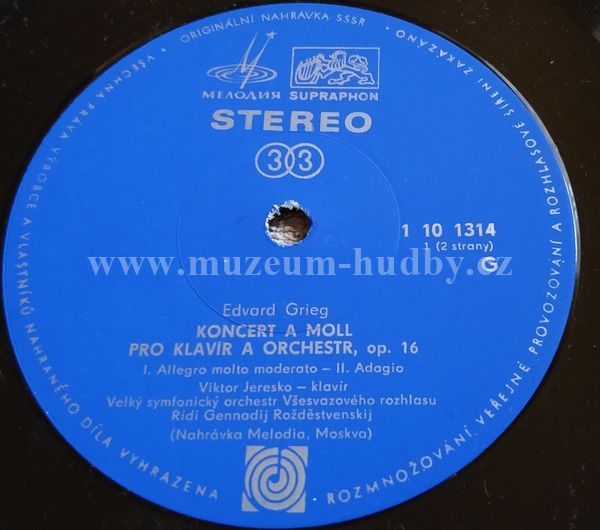 • VŠECHNA PRÁVA VÝROBCE A VLASTNÍKŮ NAHRANÉHO DÍLA VYHRAZENA
• ORIGINÁLNÍ NAHRÁVKA SSSR •
ROZMNOŽOVÁNÍ, VEŘEJNÉ PROVOZOVÁNÍ A ROZHLASOVÉ ŠÍŘENÍ ZAKÁZÁNO
МЕЛОДИЯ SUPRAPHON
STEREO
33
1 10 1314
1 (2 strany)
G
www.muzeum-hudby.cz
Edvard Grieg
KONCERT A MOLL
PRO KLAVÍR A ORCHESTR, op. 16
I. Allegro molto moderato – II. Adagio
Viktor Jeresko – klavír
Velký symfonický orchestr Všesvazového rozhlasu
Řídí Gennadij Rožděstvenskij
(Nahrávka Melodia, Moskva)